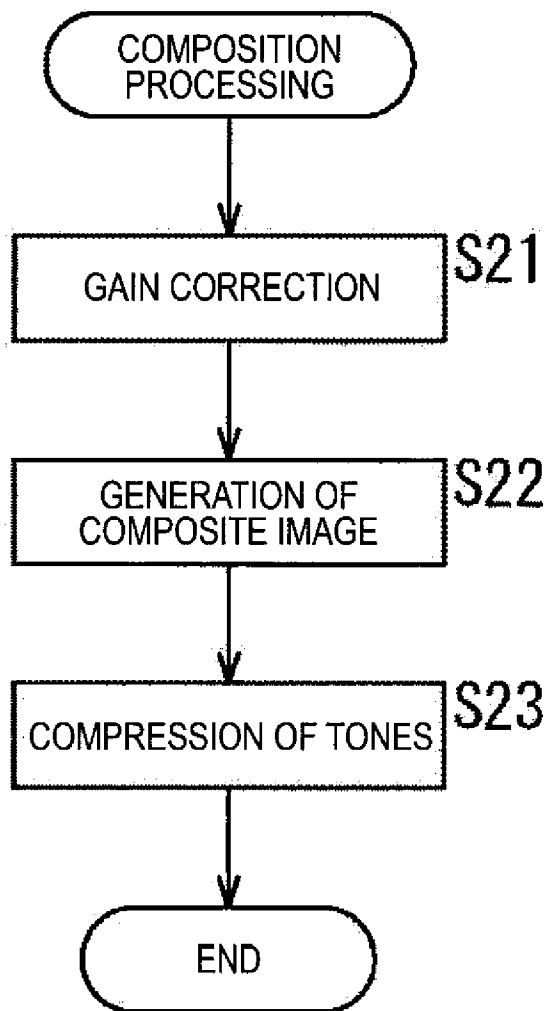 COMPOSITION
PROCESSING
S21
GAIN CORRECTION
S22
GENERATION OF
COMPOSITE IMAGE
S23
COMPRESSION OF TONES
END